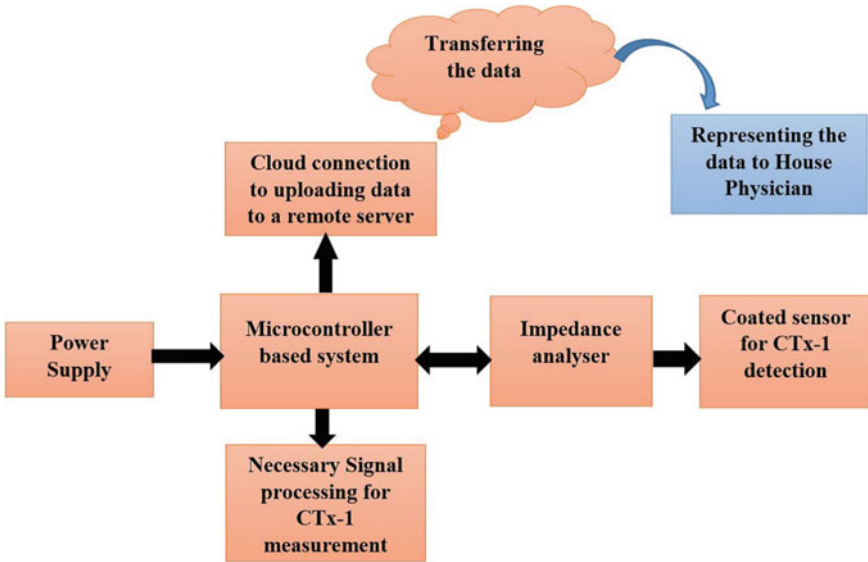 Transferring
the data
Representing the
data to House
Physician
Cloud connection
to uploading data
to a remote server
Power
Supply
Microcontroller
based system
Impedance
analyser
Coated sensor
for CTx-1
detection
Necessary Signal
processing for
CTx-1
measurement